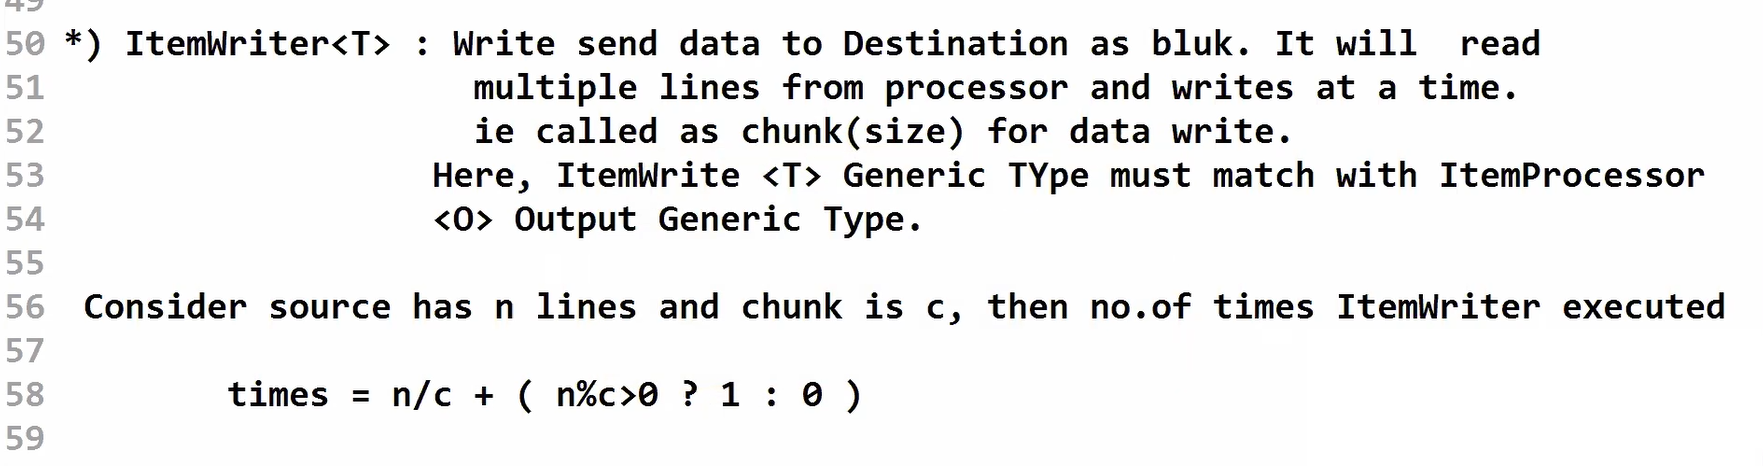 49
50 *) ItemWriter<T> : Write send data to Destination as bluk. It will  read
51 multiple lines from processor and writes at a time.
52 ie called as chunk(size) for data write.
53 Here, ItemWrite <T> Generic TYpe must match with ItemProcessor
54 <O> Output Generic Type.
55
56 Consider source has n lines and chunk is c, then no.of times ItemWriter executed
57
58 times = n/c + ( n%c>0 ? 1 : 0 )
59